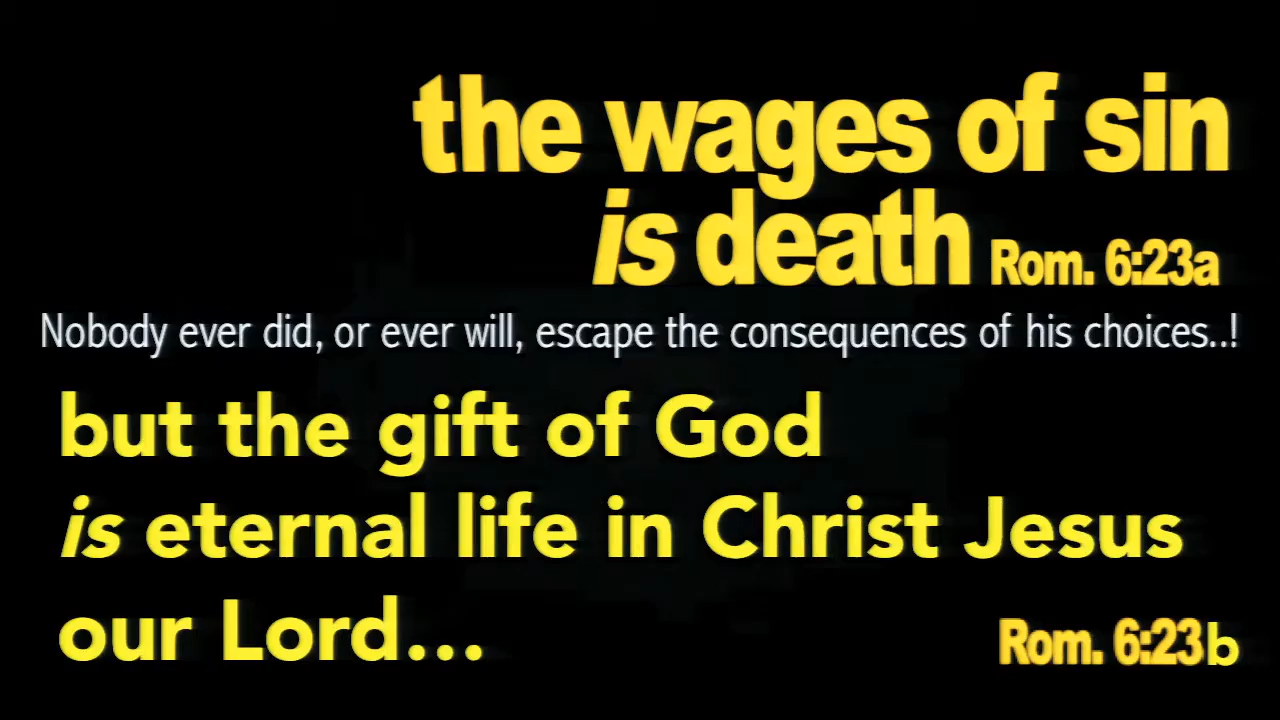 the wages of sin
is death Rom. 6:23a
Nobody ever did, or ever will, escape the consequences of his choices..!
but the gift of God
is eternal life in Christ Jesus
our Lord... Rom. 6:23b